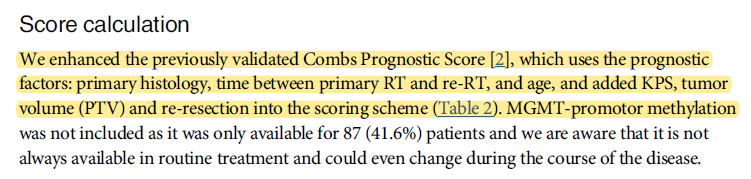 Score calculation
We enhanced the previously validated Combs Prognostic Score [2], which uses the prognostic
factors: primary histology, time between primary RT and re-RT, and age, and added KPS, tumor
volume (PTV) and re-resection into the scoring scheme (Table 2). MGMT-promotor methylation
was not included as it was only available for 87 (41.6%) patients and we are aware that it is not
always available in routine treatment and could even change during the course of the disease.